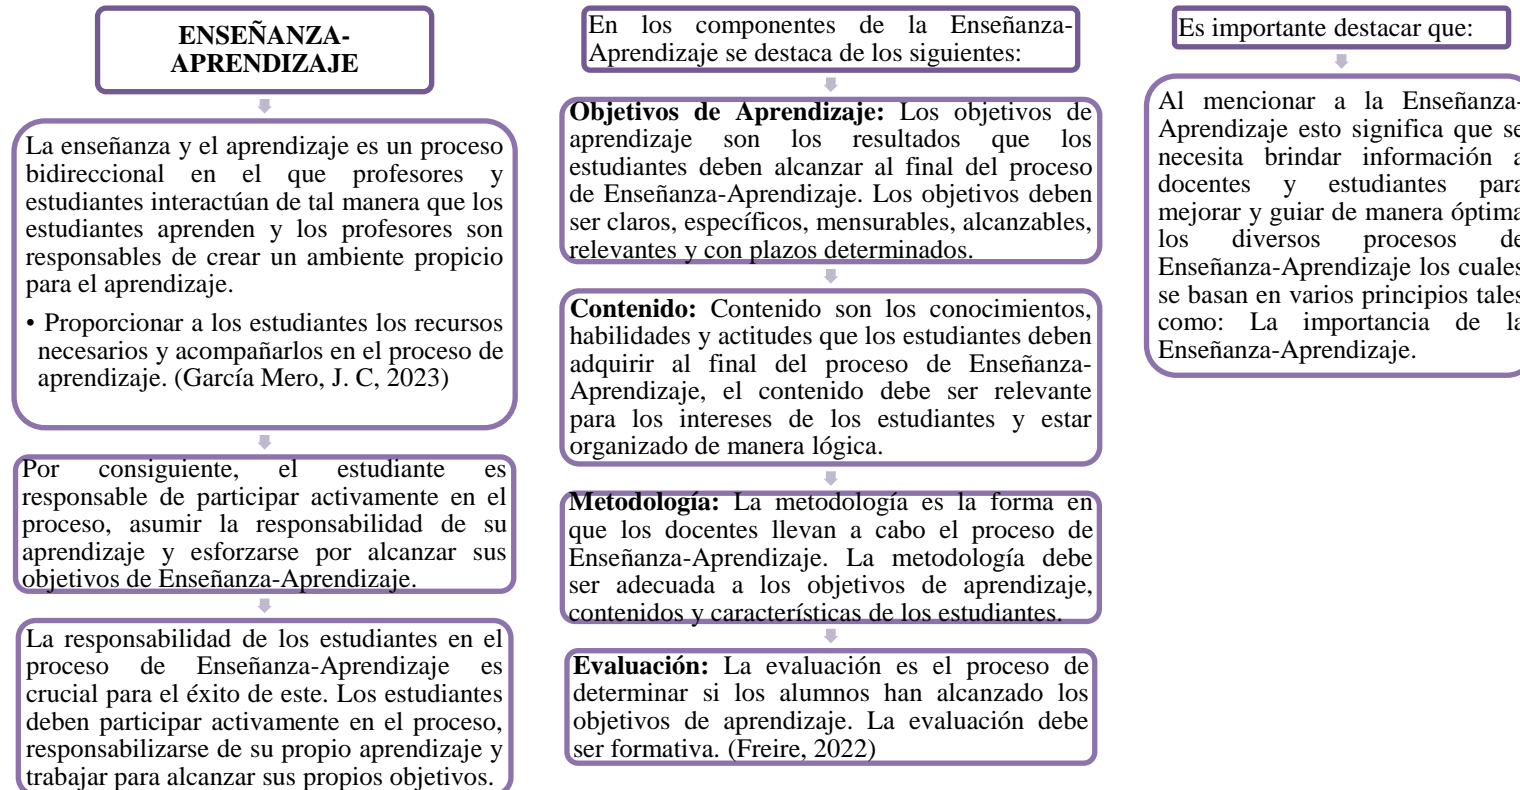 ENSEÑANZA-
APRENDIZAJE
La enseñanza y el aprendizaje es un proceso
bidireccional en el que profesores y
estudiantes interactúan de tal manera que los
estudiantes aprenden y los profesores son
responsables de crear un ambiente propicio
para el aprendizaje.
• Proporcionar a los estudiantes los recursos
necesarios y acompañarlos en el proceso de
aprendizaje. (García Mero, J. C, 2023)
Por consiguiente, el estudiante es
responsable de participar activamente en el
proceso, asumir la responsabilidad de su
aprendizaje y esforzarse por alcanzar sus
objetivos de Enseñanza-Aprendizaje.
La responsabilidad de los estudiantes en el
proceso de Enseñanza-Aprendizaje es
crucial para el éxito de este. Los estudiantes
deben participar activamente en el proceso,
responsabilizarse de su propio aprendizaje y
trabajar para alcanzar sus propios objetivos.
En los componentes de la Enseñanza-
Aprendizaje se destaca de los siguientes:
Objetivos de Aprendizaje: Los objetivos de
aprendizaje son los resultados que los
estudiantes deben alcanzar al final del proceso
de Enseñanza-Aprendizaje. Los objetivos deben
ser claros, específicos, mensurables, alcanzables,
relevantes y con plazos determinados.
Contenido: Contenido son los conocimientos,
habilidades y actitudes que los estudiantes deben
adquirir al final del proceso de Enseñanza-
Aprendizaje, el contenido debe ser relevante
para los intereses de los estudiantes y estar
organizado de manera lógica.
Metodología: La metodología es la forma en
que los docentes llevan a cabo el proceso de
Enseñanza-Aprendizaje. La metodología debe
ser adecuada a los objetivos de aprendizaje,
contenidos y características de los estudiantes.
Evaluación: La evaluación es el proceso de
determinar si los alumnos han alcanzado los
objetivos de aprendizaje. La evaluación debe
ser formativa. (Freire, 2022)
Es importante destacar que:
Al mencionar a la Enseñanza-
Aprendizaje esto significa que se
necesita brindar información a
docentes y estudiantes para
mejorar y guiar de manera óptima
los diversos procesos de
Enseñanza-Aprendizaje los cuales
se basan en varios principios tales
como: La importancia de la
Enseñanza-Aprendizaje.